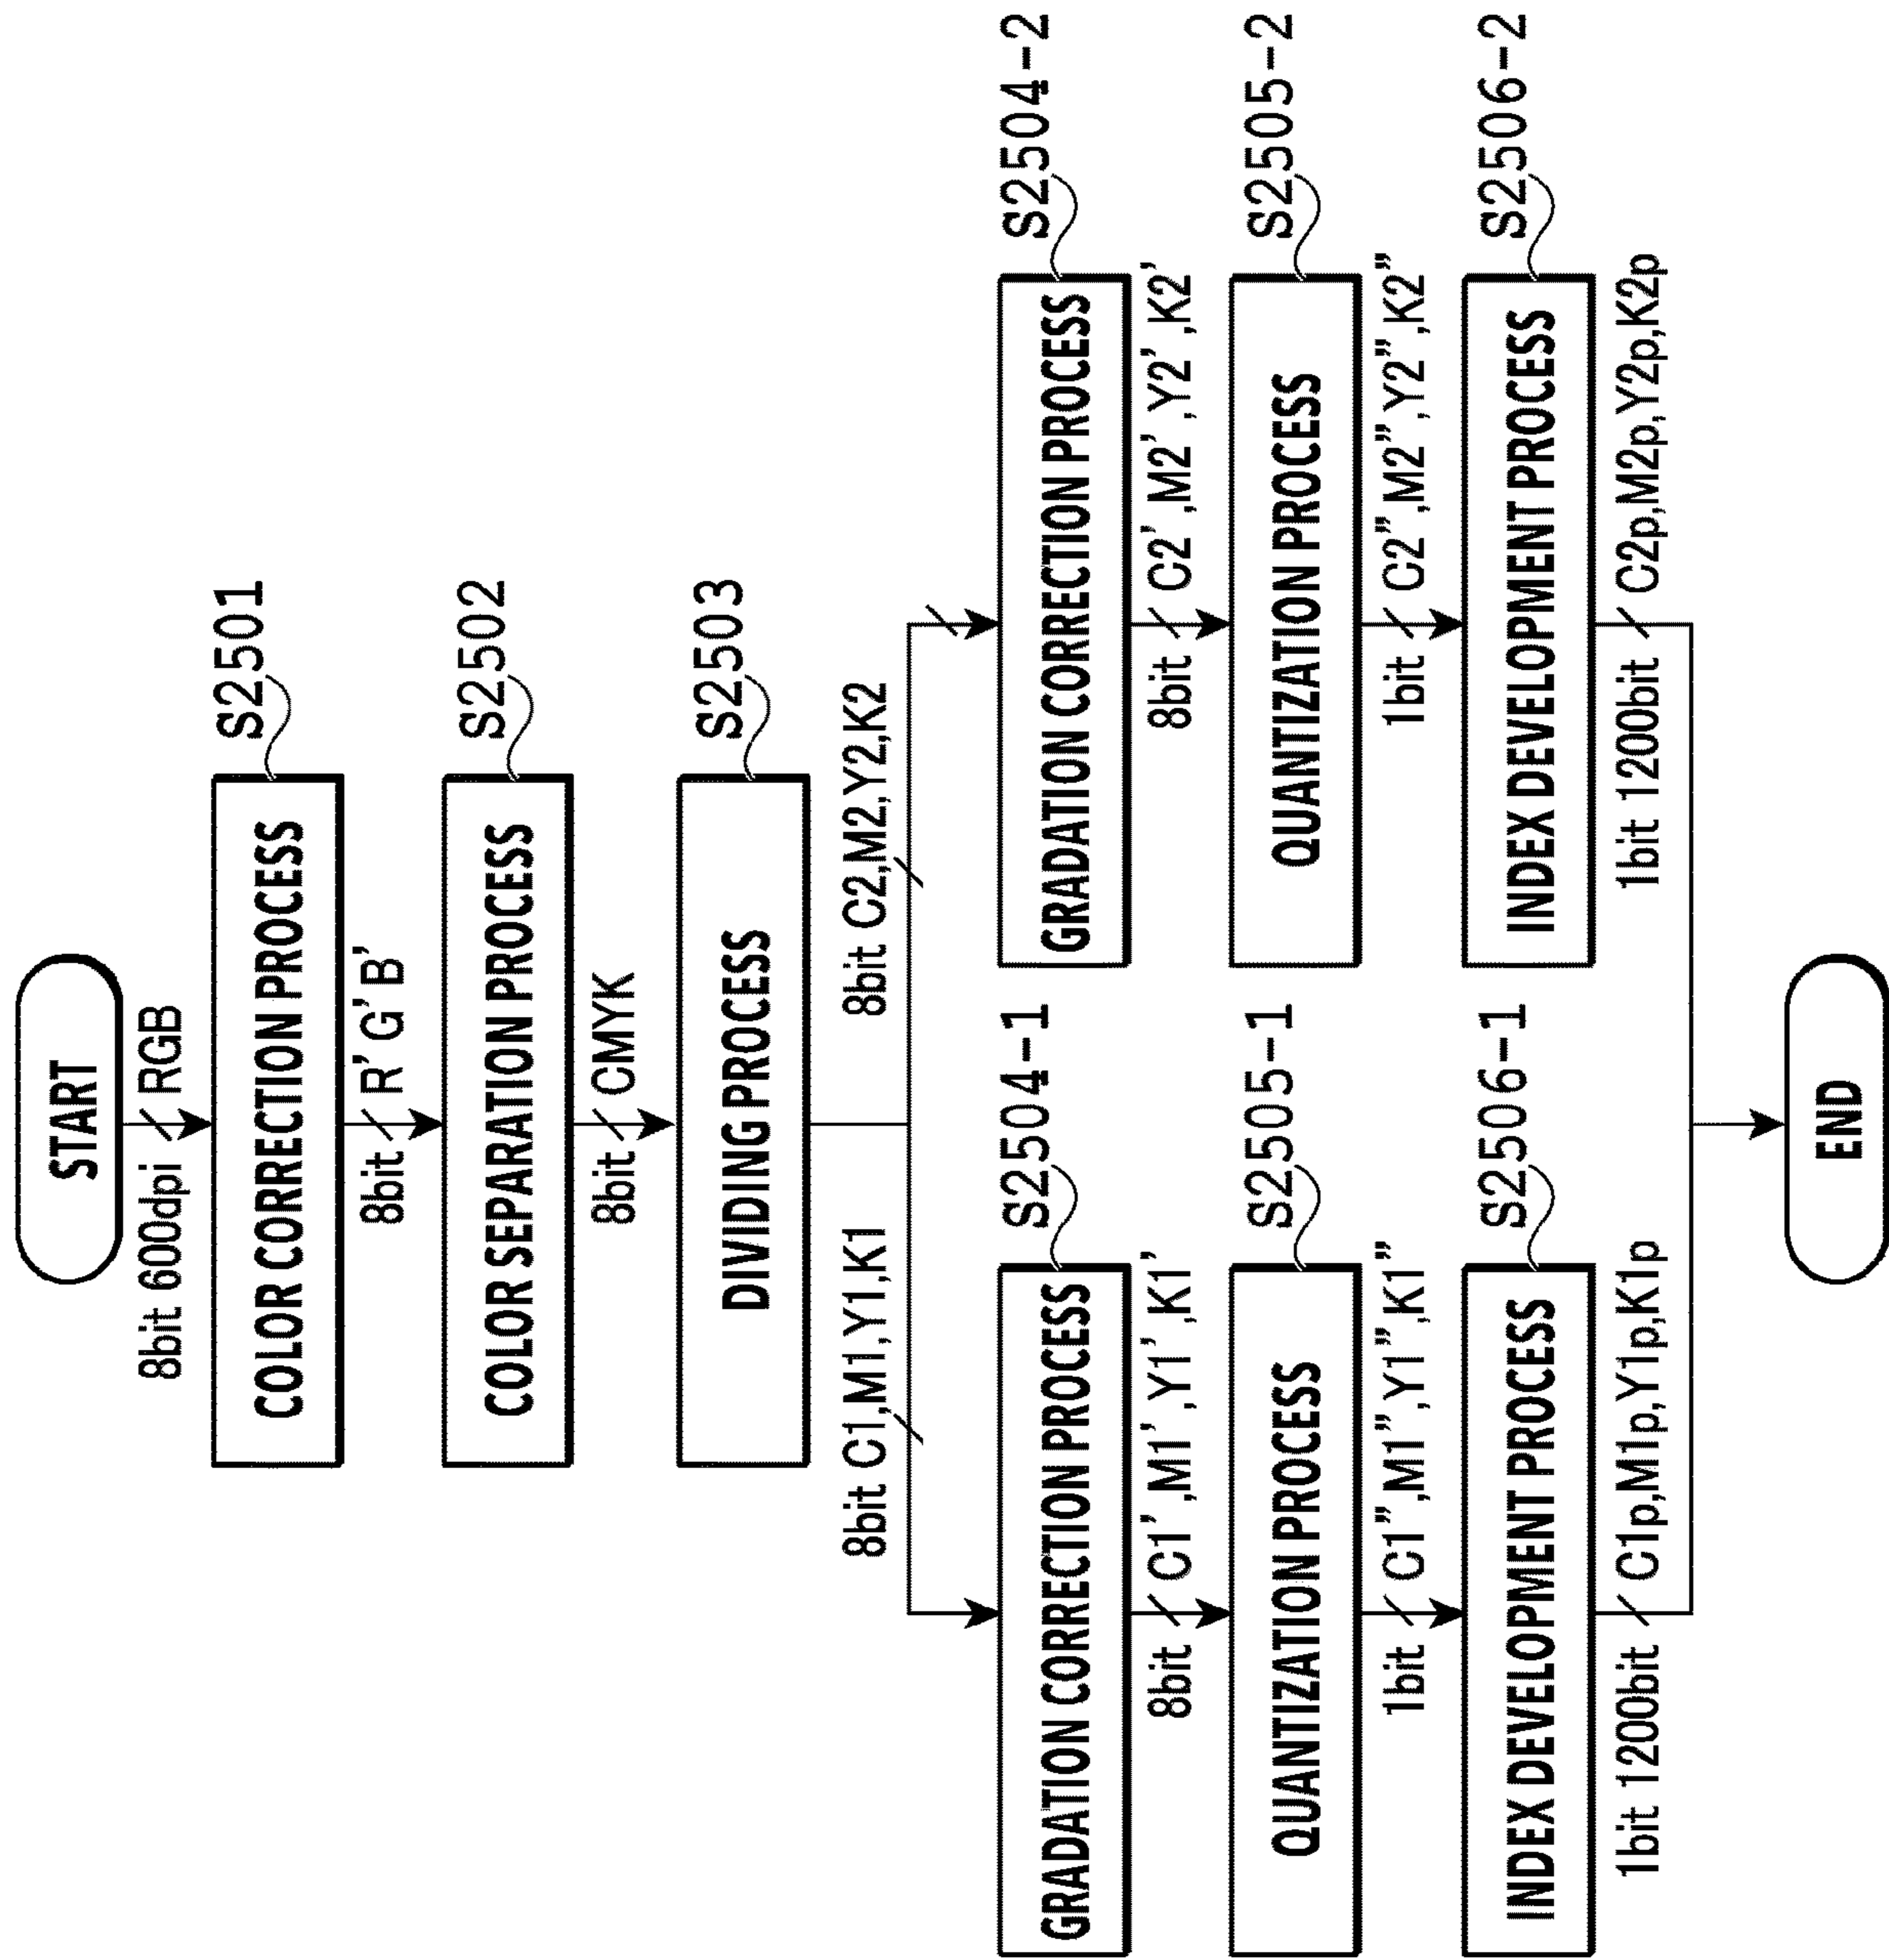 START
8bit 600dpi RGB
COLOR CORRECTION PROCESS
S2501
8bit R' G' B'
COLOR SEPARATION PROCESS
S2502
8bit CMYK
DIVIDING PROCESS
S2503
8bit C1,M1,Y1,K1
8bit C2,M2,Y2,K2
GRADATION CORRECTION PROCESS
S2504-1
8bit C1',M1',Y1',K1'
QUANTIZATION PROCESS
S2505-1
1bit C1",M1",Y1",K1"
INDEX DEVELOPMENT PROCESS
S2506-1
1bit 1200bit C1p,M1p,Y1p,K1p
GRADATION CORRECTION PROCESS
S2504-2
8bit C2',M2',Y2',K2'
QUANTIZATION PROCESS
S2505-2
1bit C2",M2",Y2",K2"
INDEX DEVELOPMENT PROCESS
S2506-2
1bit 1200bit C2p,M2p,Y2p,K2p
END